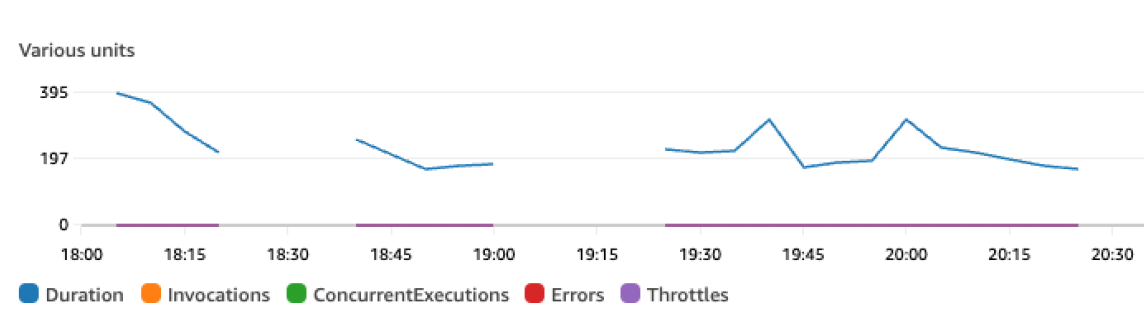 Various units
395
197
0
18:00 18:15 18:30 18:45 19:00 19:15 19:30 19:45 20:00 20:15 20:30
Duration Invocations ConcurrentExecutions Errors Throttles